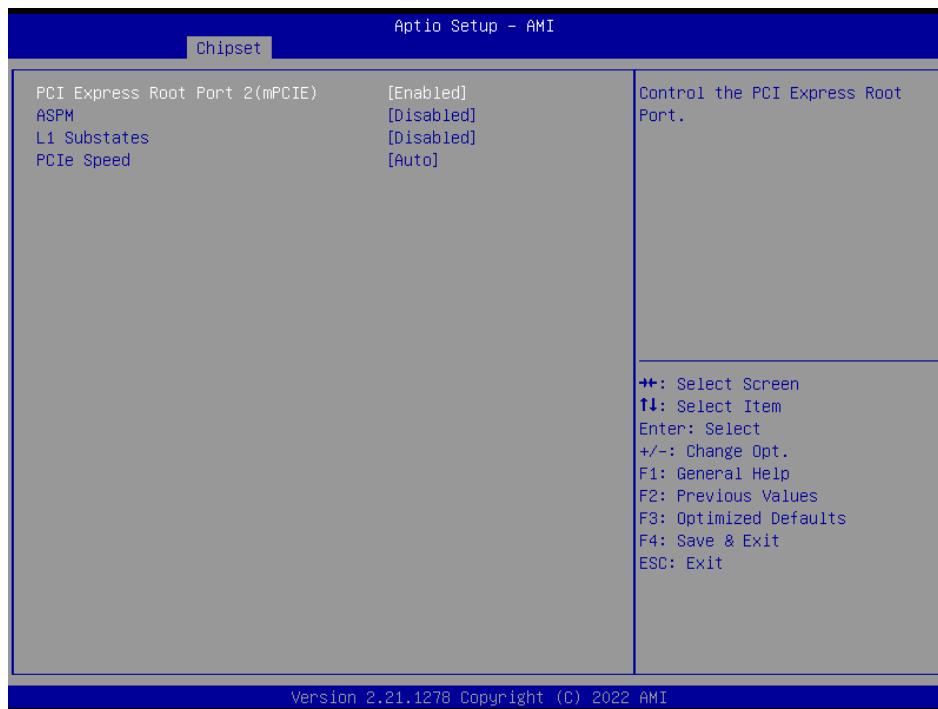 Aptio Setup – AMI
Chipset
PCI Express Root Port 2(mPCIE) [Enabled]
ASPM [Disabled]
L1 Substates [Disabled]
PCIe Speed [Auto]
Control the PCI Express Root
Port.
→←: Select Screen
↑↓: Select Item
Enter: Select
+/-: Change Opt.
F1: General Help
F2: Previous Values
F3: Optimized Defaults
F4: Save & Exit
ESC: Exit
Version 2.21.1278 Copyright (C) 2022 AMI